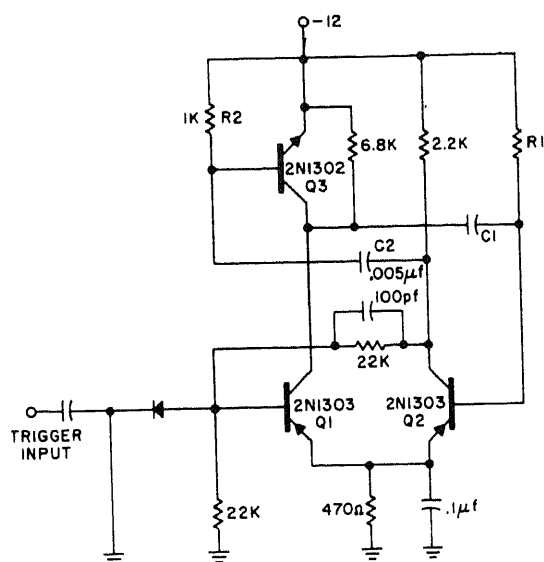 -12
1K
R2
6.8K
2.2K
R1
2N1302
Q3
C1
C2
.005μf
100pf
22K
2N1303
Q1
2N1303
Q2
TRIGGER
INPUT
22K
470Ω
.1μf